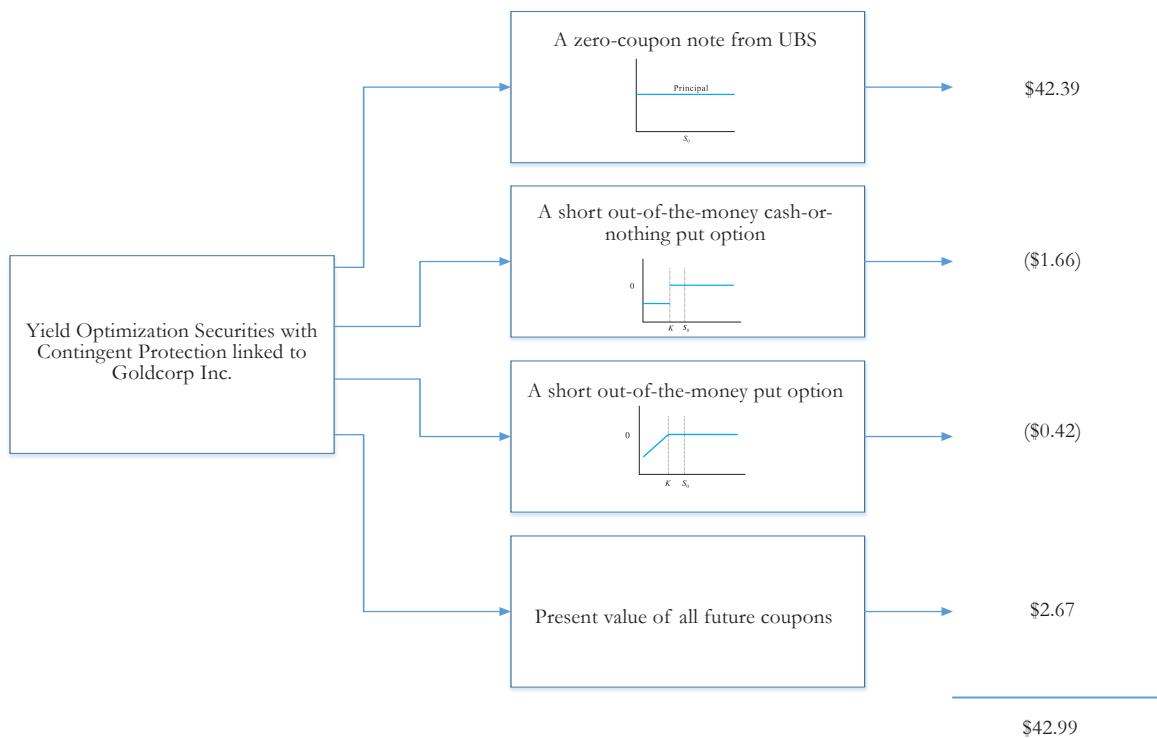 A zero-coupon note from UBS
Principal
S0
$42.39
A short out-of-the-money cash-or-
nothing put option
0
K S0
($1.66)
Yield Optimization Securities with
Contingent Protection linked to
Goldcorp Inc.
A short out-of-the-money put option
0
K S0
($0.42)
Present value of all future coupons
$2.67
$42.99